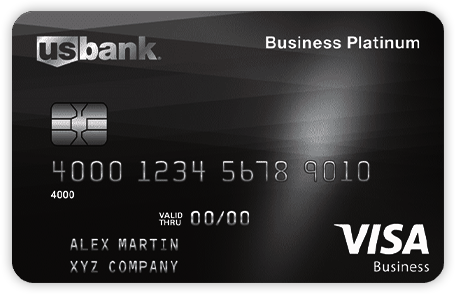 usbank
Business Platinum
4000 1234 5678 9010
4000
VALID THRU 00/00
ALEX MARTIN
XYZ COMPANY
VISA
Business